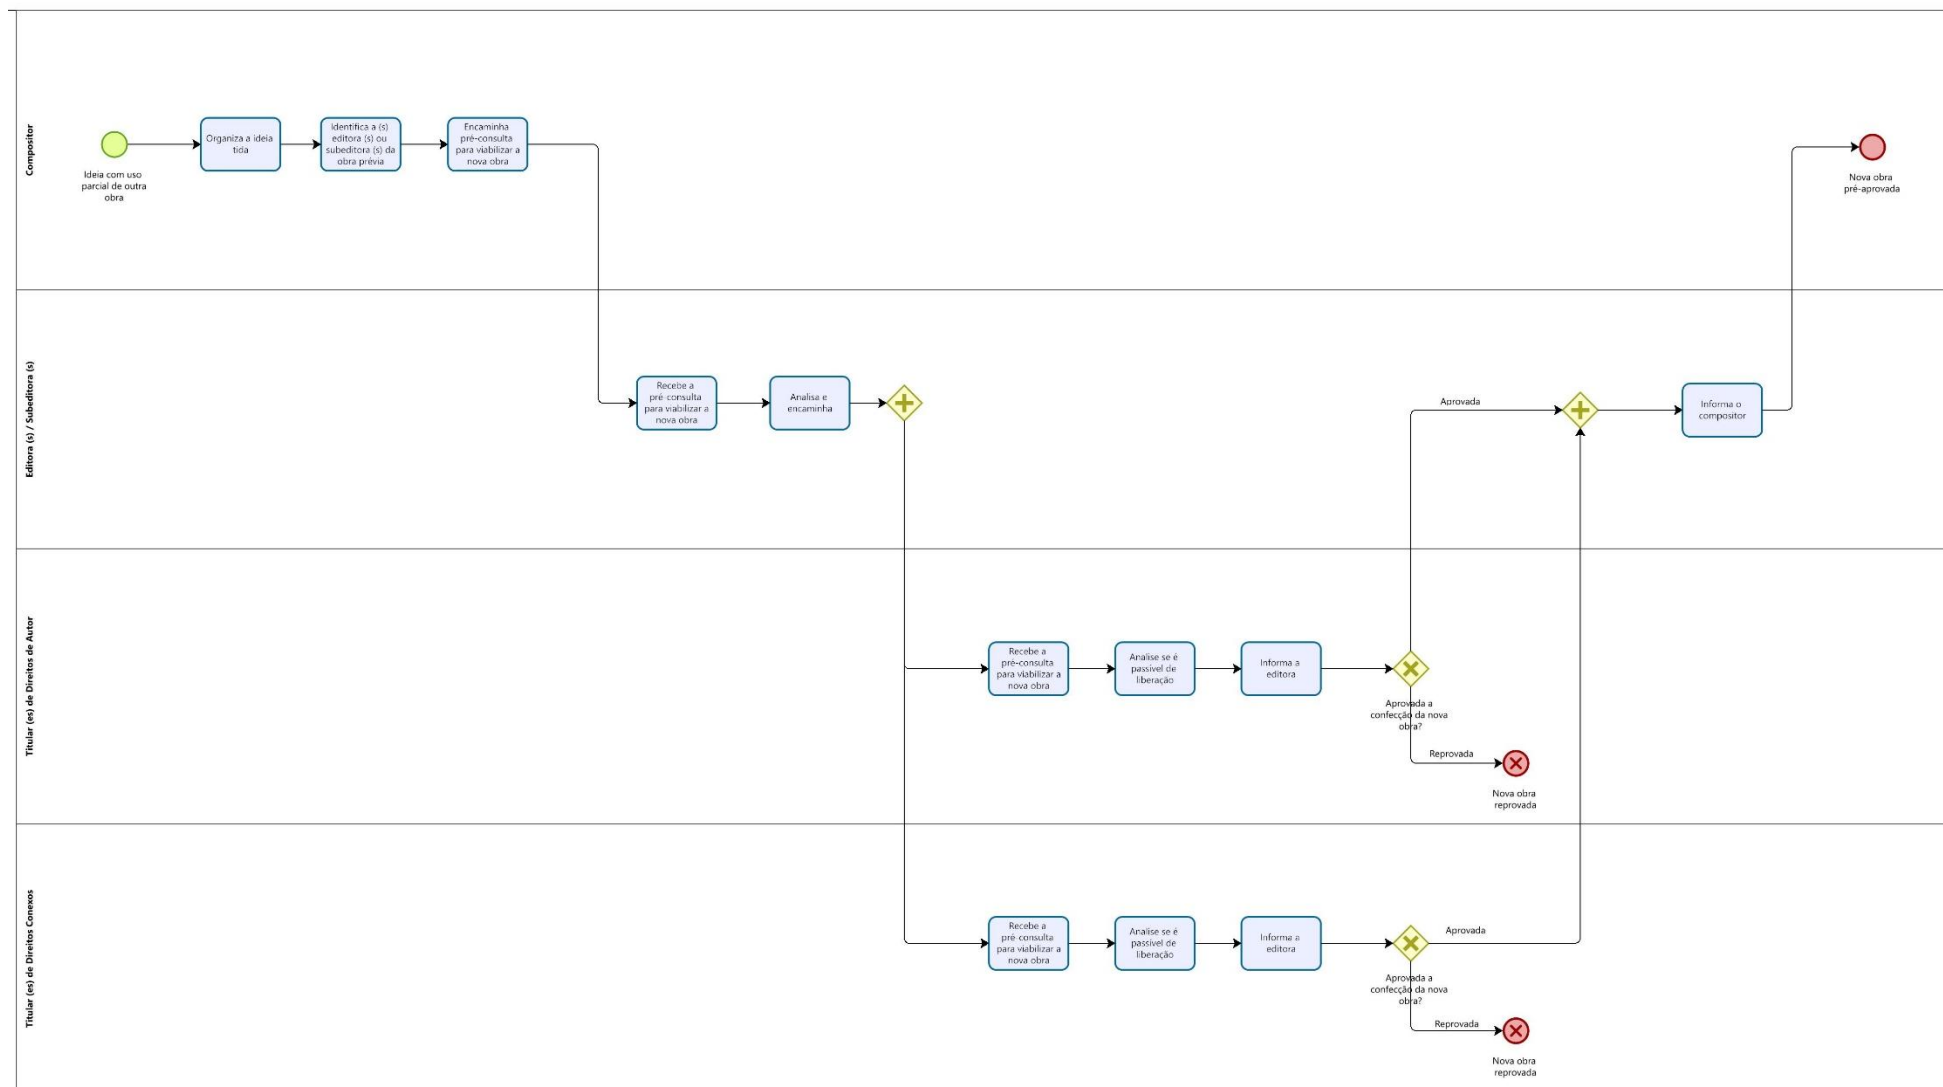 Compositor
Organiza a ideia
tida
Identifica a (s)
editora (s) ou
subeditora (s) da
obra prévia
Encaminha
pré-consulta
para viabilizar a
nova obra
Ideia com uso
parcial de outra
obra
Nova obra
pré-aprovada
Editora (s) / Subeditora (s)
Recebe a
pré-consulta
para viabilizar a
nova obra
Analisa e
encaminha
Aprovada
Informa o
compositor
Titular (es) de Direitos de Autor
Recebe a
pré-consulta
para viabilizar a
nova obra
Analise se é
passível de
liberação
Informa a
editora
Aprovada a
confecção da nova
obra?
Reprovada
Nova obra
reprovada
Titular (es) de Direitos Conexos
Recebe a
pré-consulta
para viabilizar a
nova obra
Analise se é
passível de
liberação
Informa a
editora
Aprovada
Aprovada a
confecção da nova
obra?
Reprovada
Nova obra
reprovada